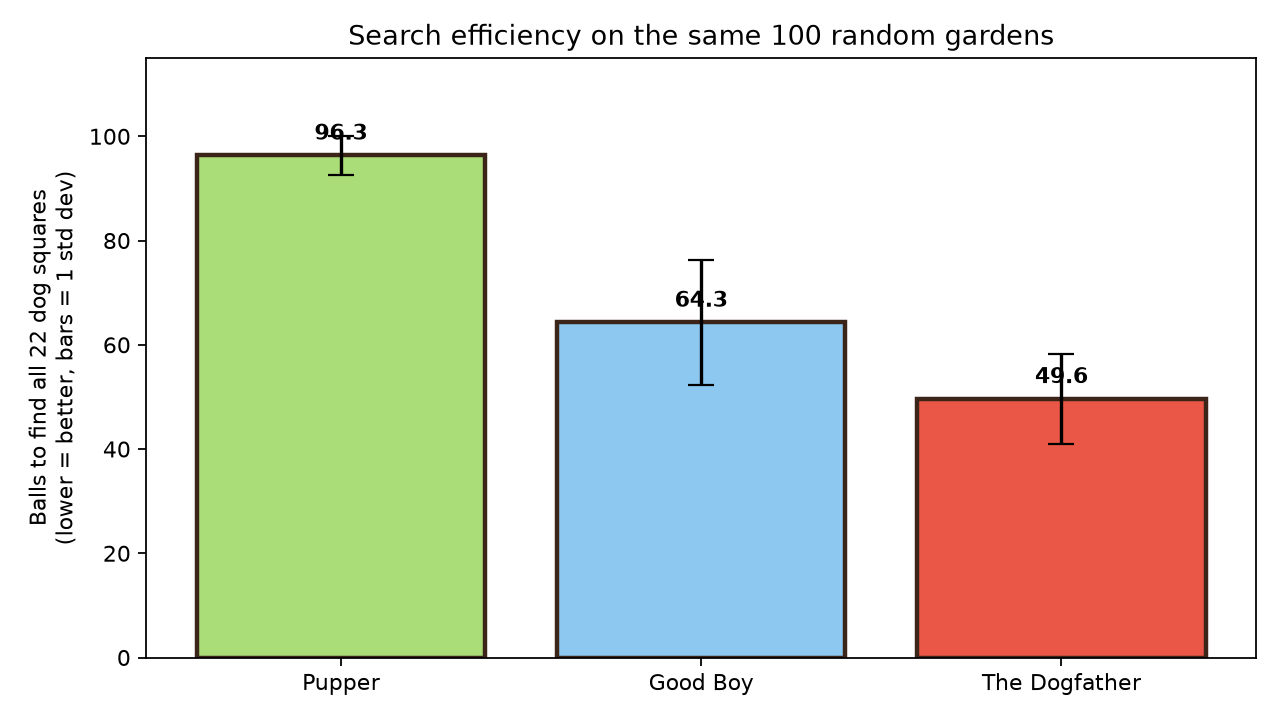 Search efficiency on the same 100 random gardens
Balls to find all 22 dog squares
(lower = better, bars = 1 std dev)
100
80
60
40
20
0
96.3
64.3
49.6
Pupper
Good Boy
The Dogfather